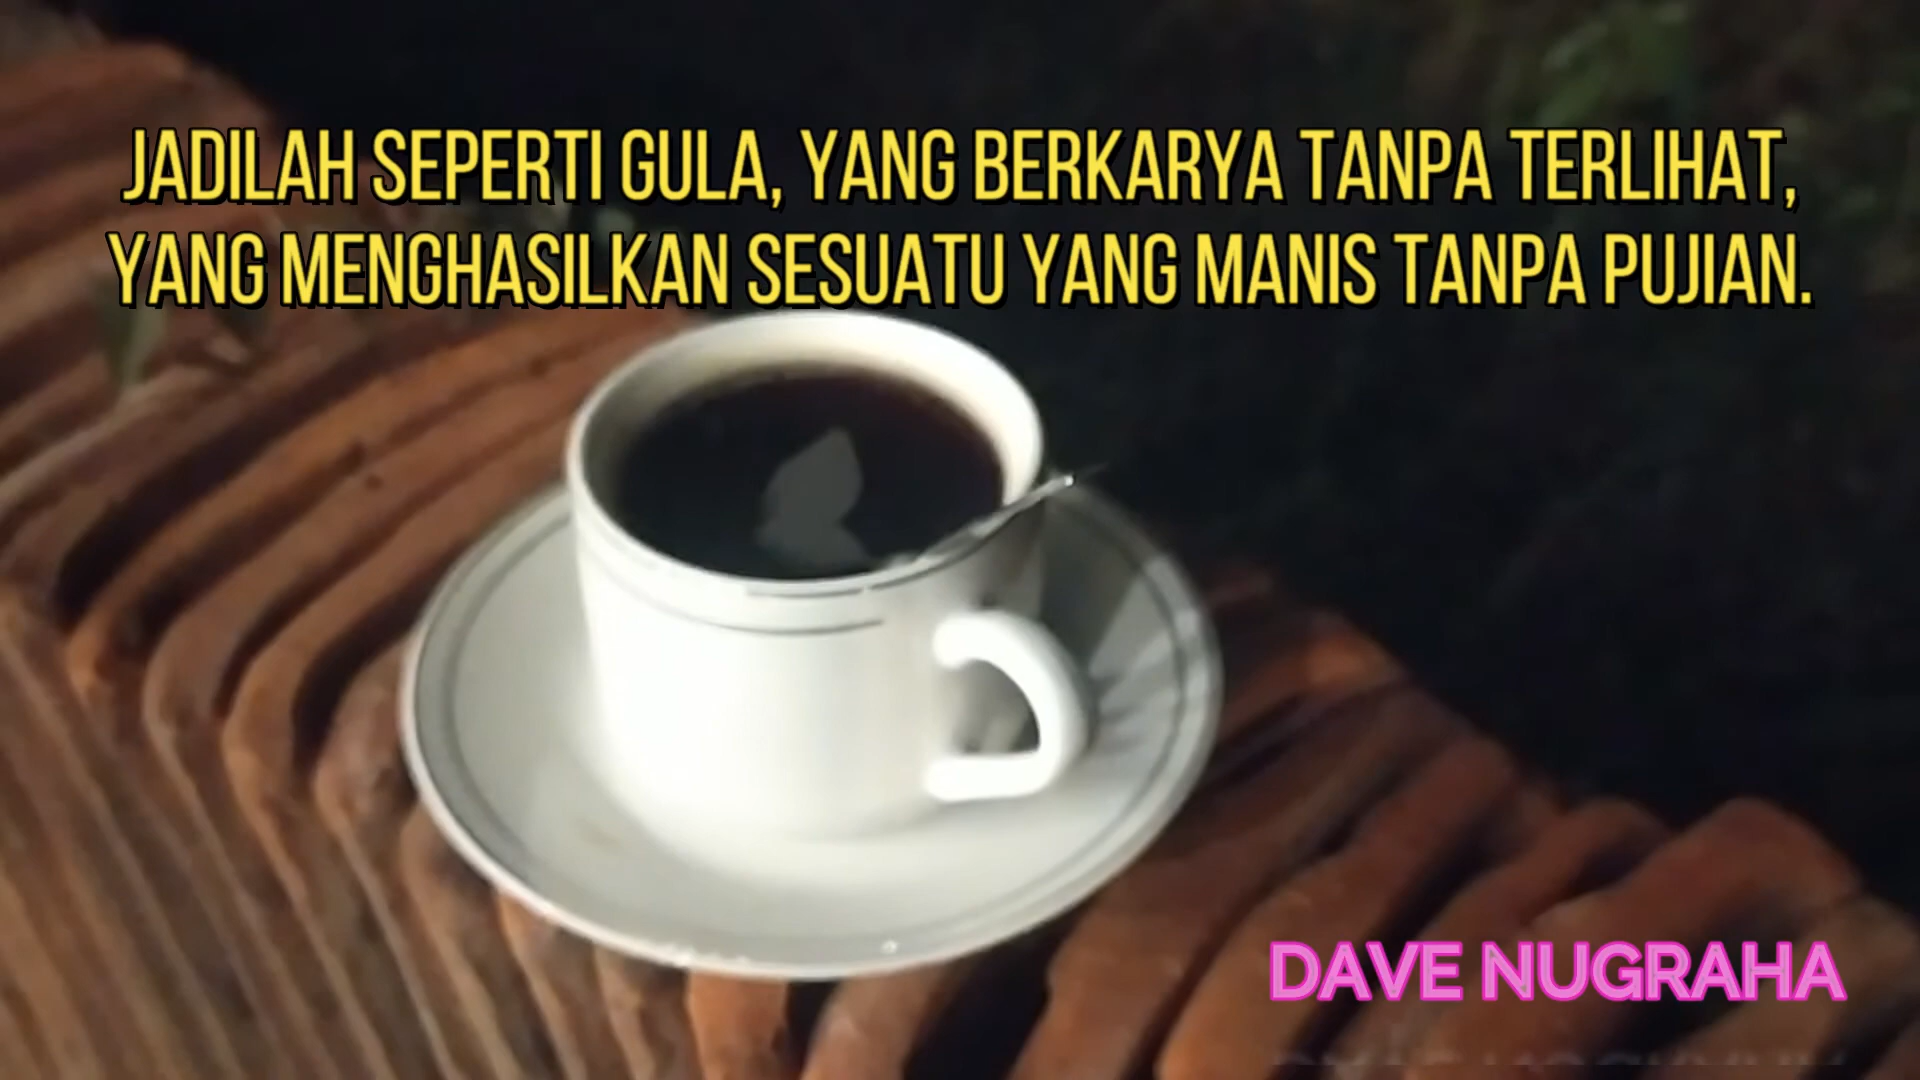 JADILAH SEPERTI GULA, YANG BERKARYA TANPA TERLIHAT,
YANG MENGHASILKAN SESUATU YANG MANIS TANPA PUJIAN.
DAVE NUGRAHA